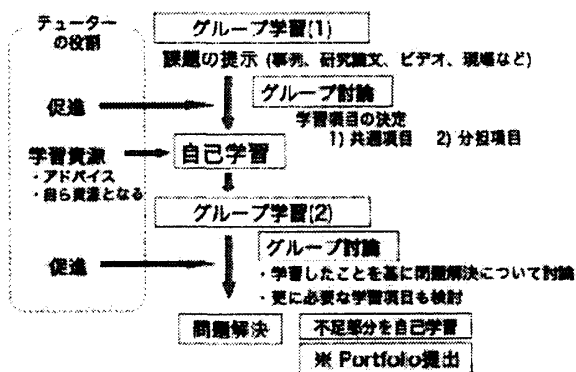 テューター
の役割
グループ学習(1)
課題の提示 (事例、研究論文、ビデオ、現場など)
促進
グループ討論
学習項目の決定
1) 共通項目 2) 分担項目
学習資源
・アドバイス
・自ら資源となる
自己学習
グループ学習(2)
グループ討論
促進
・学習したことを基に問題解決について討論
・更に必要な学習項目も検討
問題解決
不足部分を自己学習
※ Portfolio提出